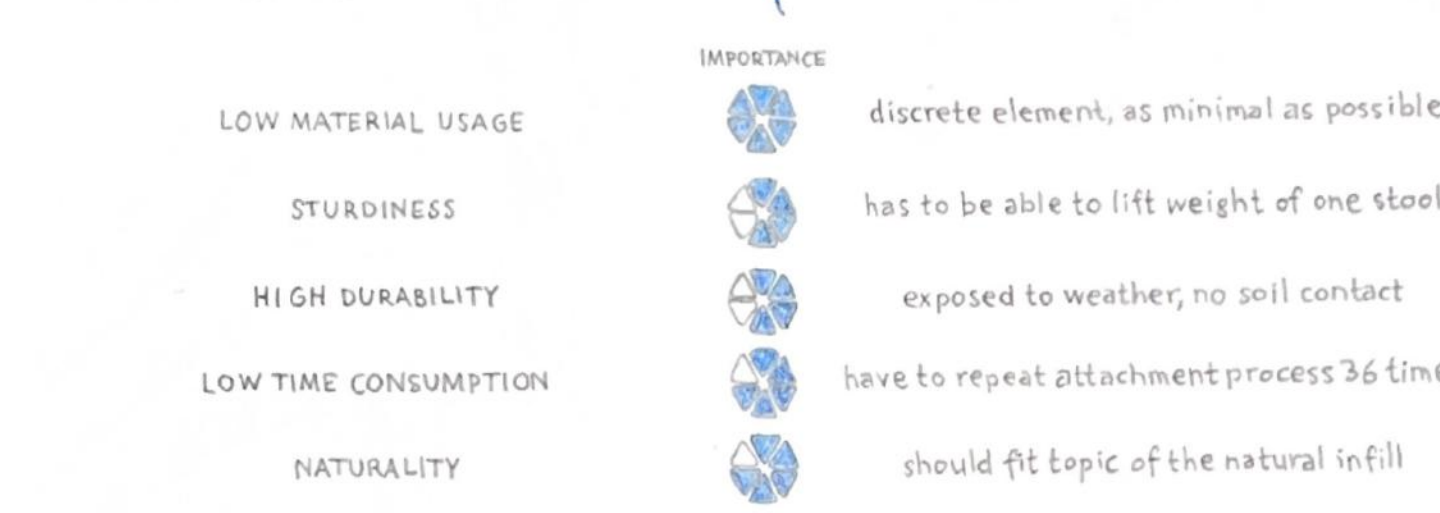 IMPORTANCE
LOW MATERIAL USAGE discrete element, as minimal as possible
STURDINESS has to be able to lift weight of one stool
HIGH DURABILITY exposed to weather, no soil contact
LOW TIME CONSUMPTION have to repeat attachment process 36
NATURALITY should fit topic of the natural infill